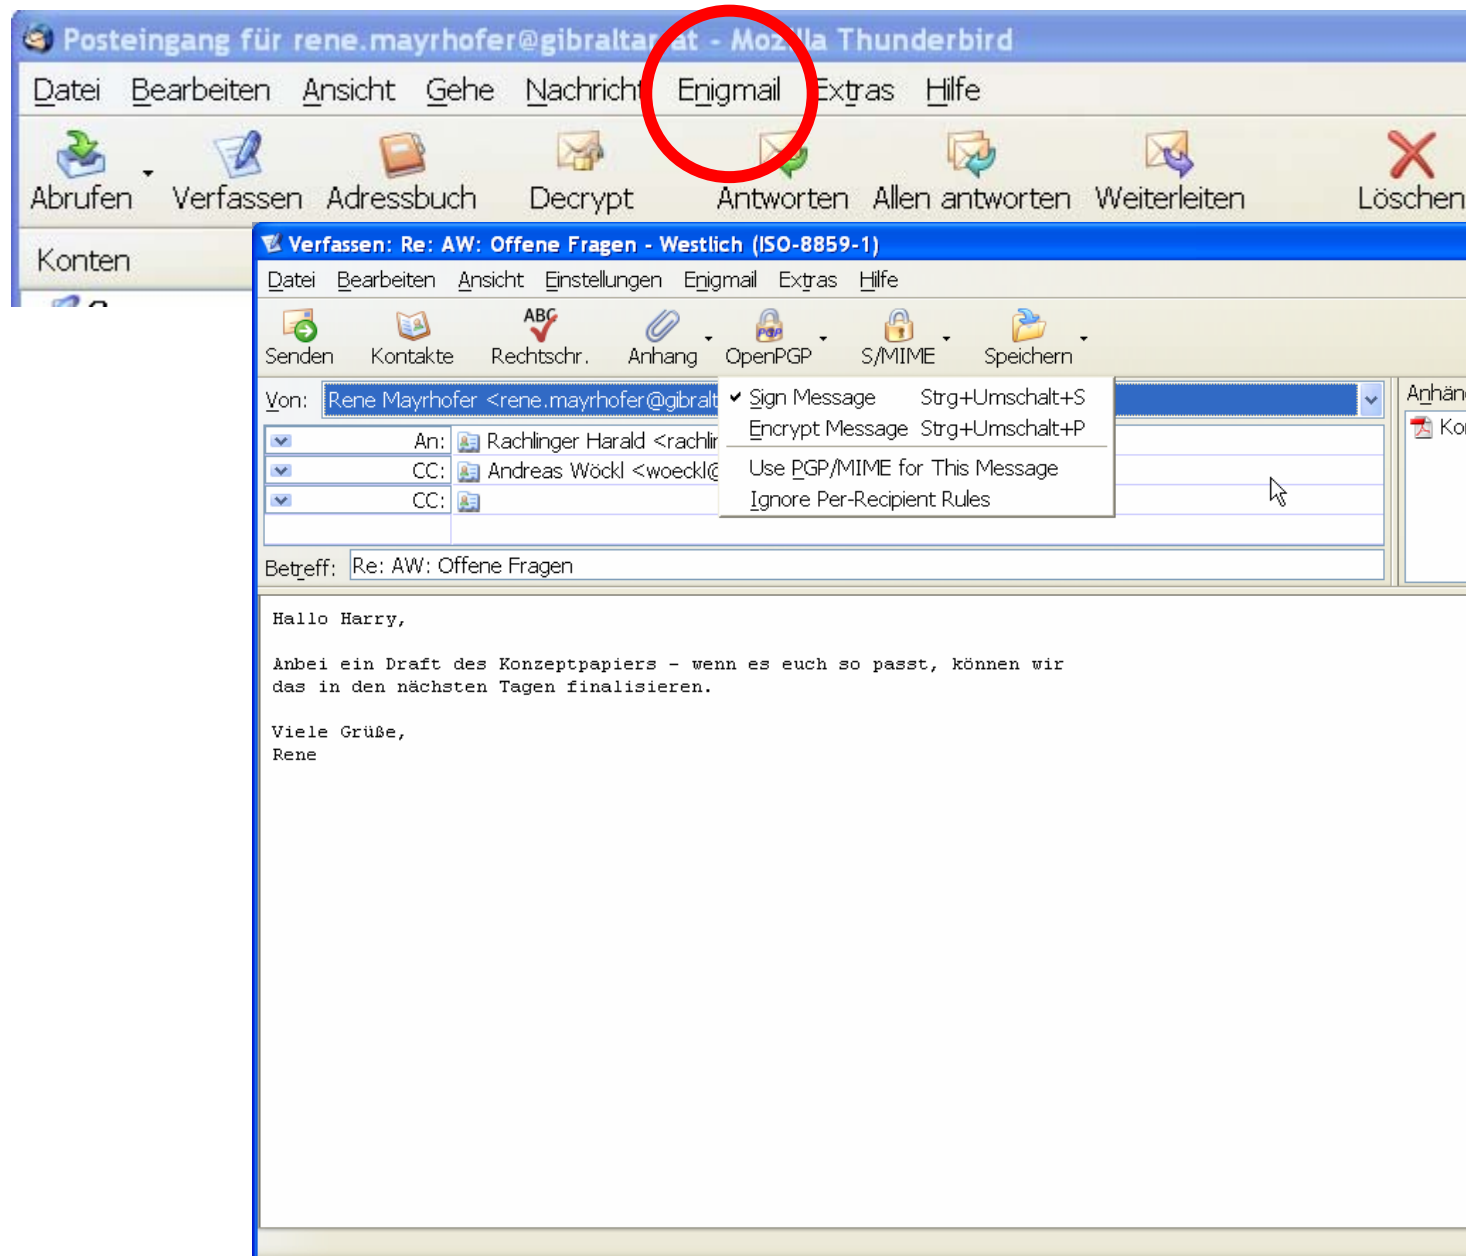 Posteingang für rene.mayrhofer@gibraltar.at - Mozilla Thunderbird
Datei Bearbeiten Ansicht Gehe Nachricht Enigmail Extras Hilfe
Abrufen Verfassen Adressbuch Decrypt Antworten Allen antworten Weiterleiten Löschen
Konten
Verfassen: Re: AW: Offene Fragen - Westlich (ISO-8859-1)
Datei Bearbeiten Ansicht Einstellungen Enigmail Extras Hilfe
ABC
PGP
Senden Kontakte Rechtschr. Anhang OpenPGP S/MIME Speichern
Von: Rene Mayrhofer <rene.mayrhofer@gibralt
Sign Message Strg+Umschalt+S
Encrypt Message Strg+Umschalt+P
Use PGP/MIME for This Message
Ignore Per-Recipient Rules
An: Rachlinger Harald <rachlin
CC: Andreas Wöckl <woeckl@
CC:
Betreff: Re: AW: Offene Fragen
Anhän
Ko
Hallo Harry,
Anbei ein Draft des Konzeptpapiers - wenn es euch so passt, können wir
das in den nächsten Tagen finalisieren.
Viele Grüße,
Rene